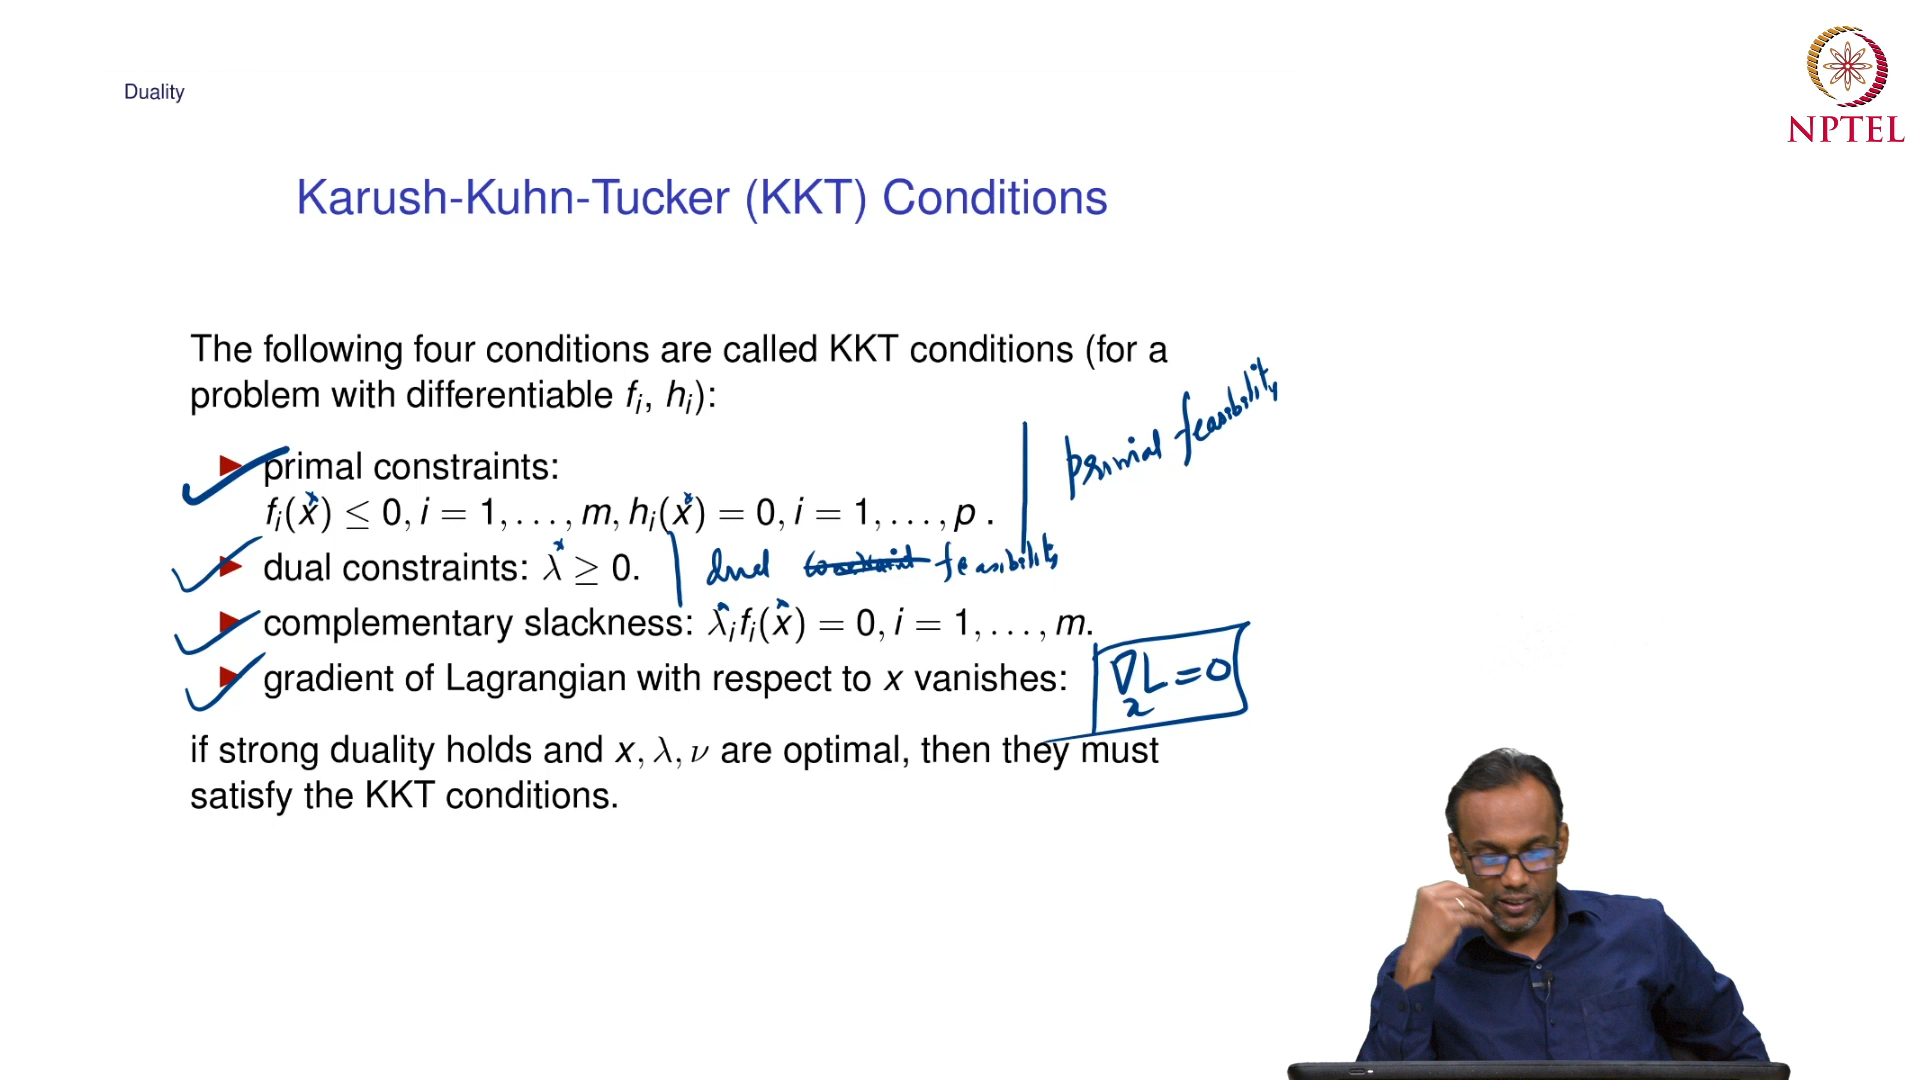 Duality
NPTEL
Karush-Kuhn-Tucker (KKT) Conditions
The following four conditions are called KKT conditions (for a
problem with differentiable fᵢ, hᵢ):
primal constraints:
primal feasibility
fᵢ(x*) ≤ 0, i = 1, . . . , m, hᵢ(x*) = 0, i = 1, . . . , p .
dual constraints: λ* ≥ 0.
dual feasibility
complementary slackness: λ*ᵢfᵢ(x*) = 0, i = 1, . . . , m.
gradient of Lagrangian with respect to x vanishes:
∇ₓL = 0
if strong duality holds and x, λ, ν are optimal, then they must
satisfy the KKT conditions.